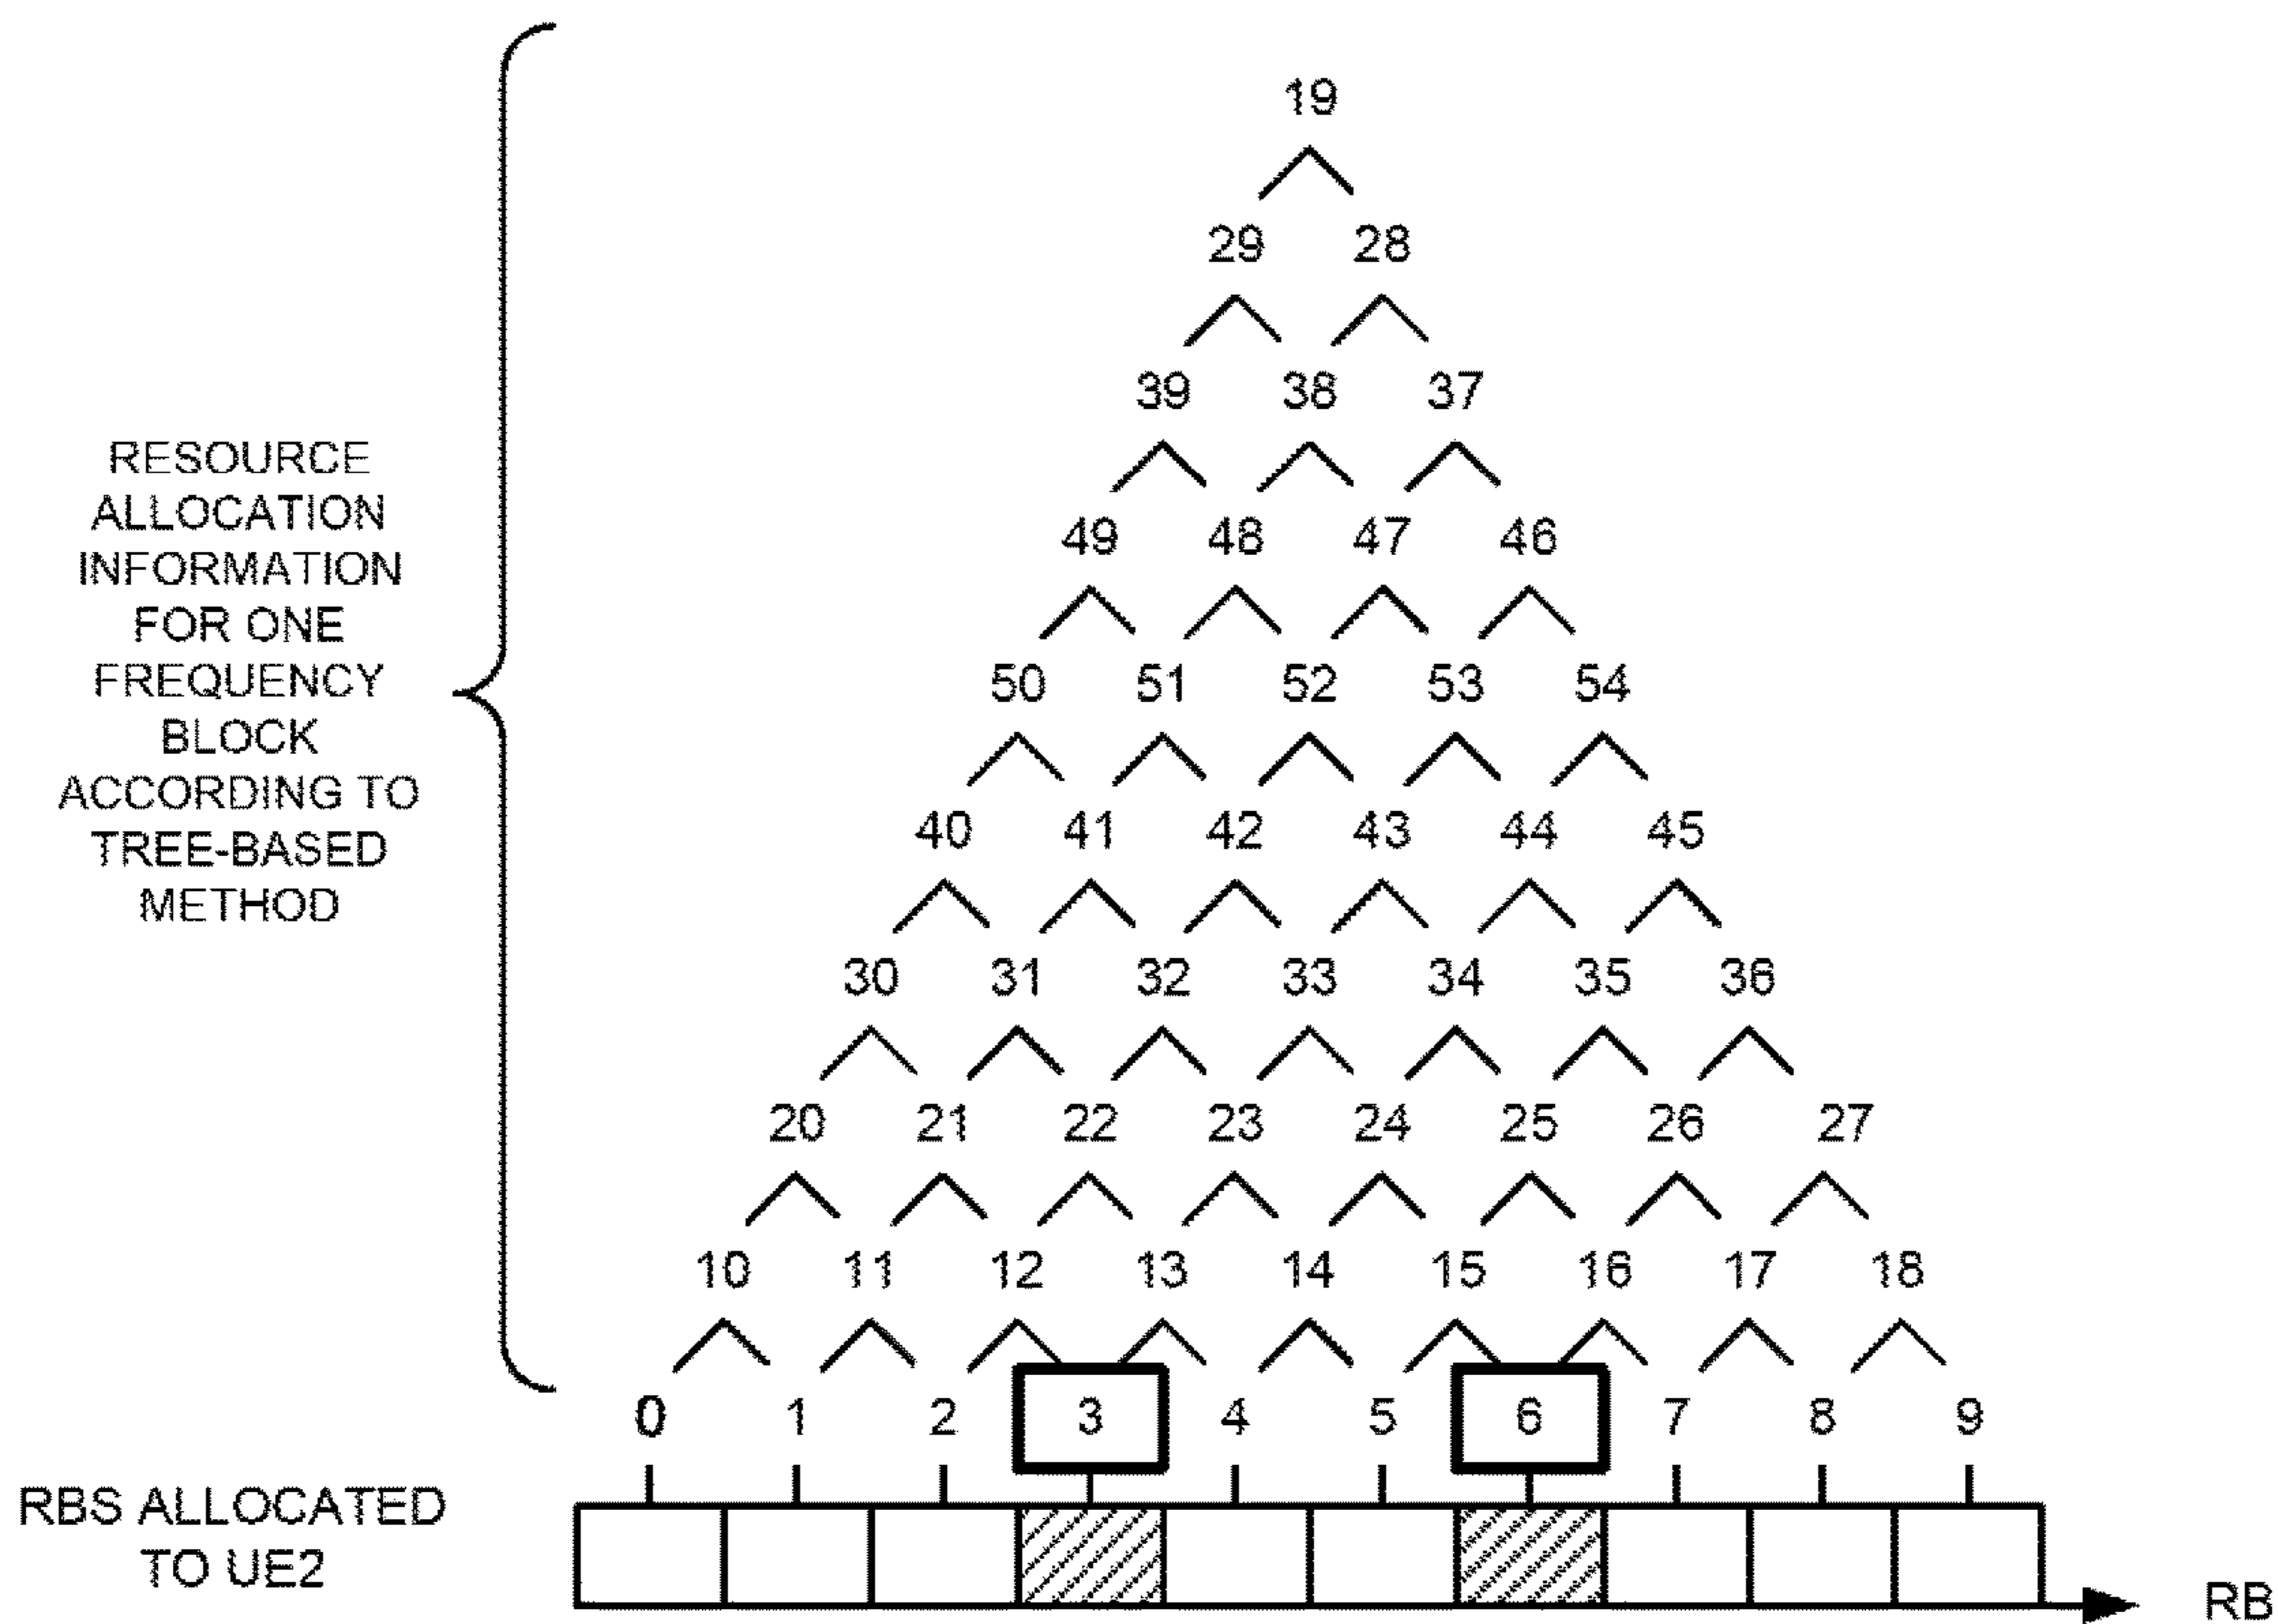 19
29 28
39 38 37
49 48 47 46
50 51 52 53 54
40 41 42 43 44 45
30 31 32 33 34 35 36
20 21 22 23 24 25 26 27
10 11 12 13 14 15 16 17 18
0 1 2 3 4 5 6 7 8 9
RESOURCE
ALLOCATION
INFORMATION
FOR ONE
FREQUENCY
BLOCK
ACCORDING TO
TREE-BASED
METHOD
RBS ALLOCATED
TO UE2
RB